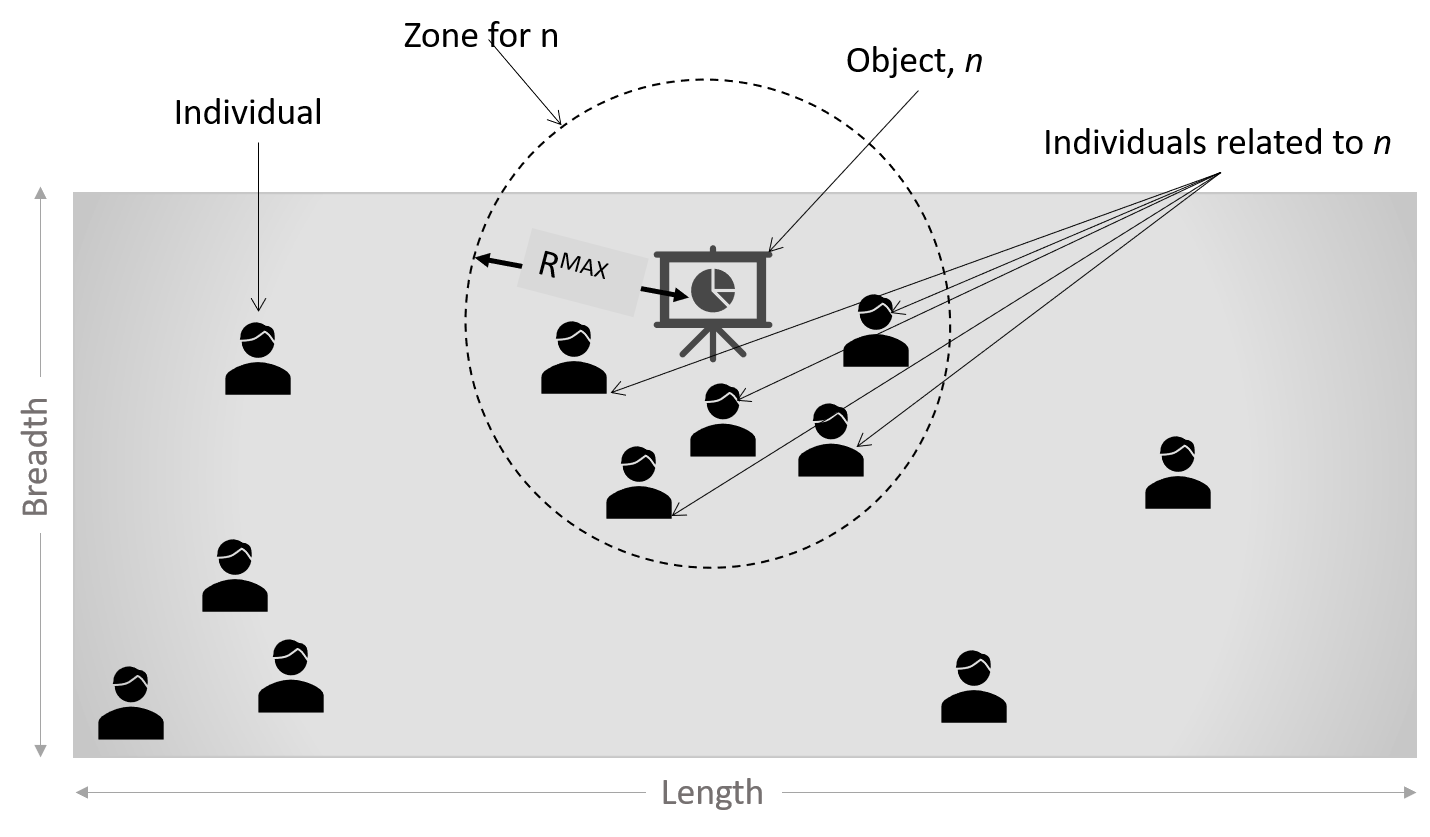 Zone for n
Object, n
Individual
Individuals related to n
R^MAX
Breadth
Length